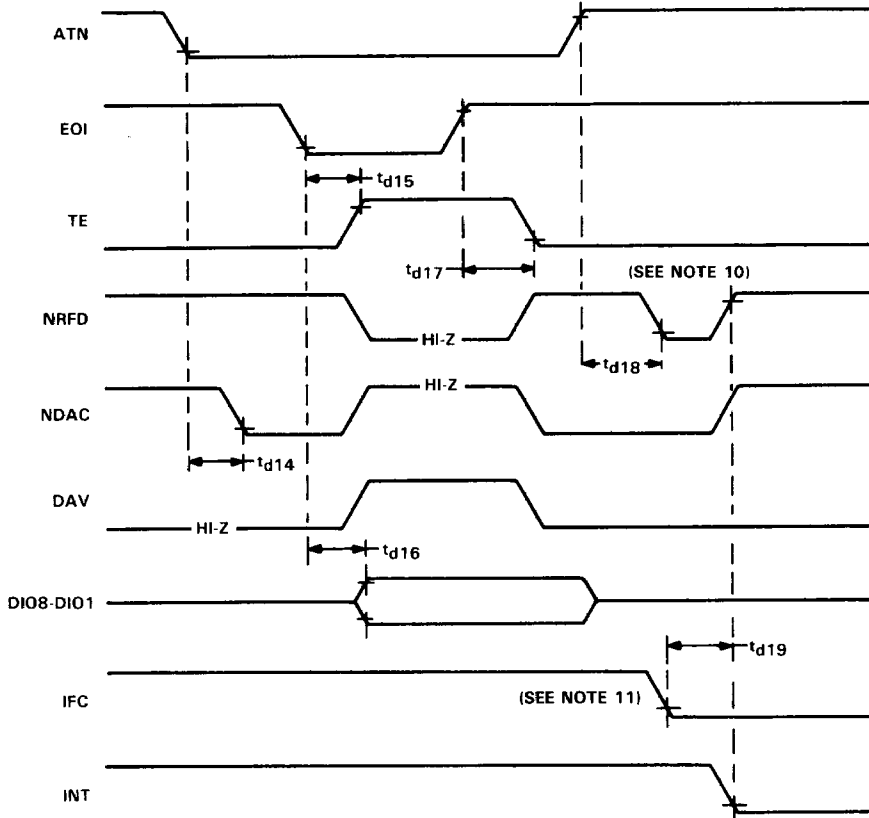 ATN
EOI
td15
TE
td17
(SEE NOTE 10)
NRFD
HI-Z
td18
HI-Z
NDAC
td14
DAV
HI-Z
td16
DIO8-DIO1
td19
IFC
(SEE NOTE 11)
INT